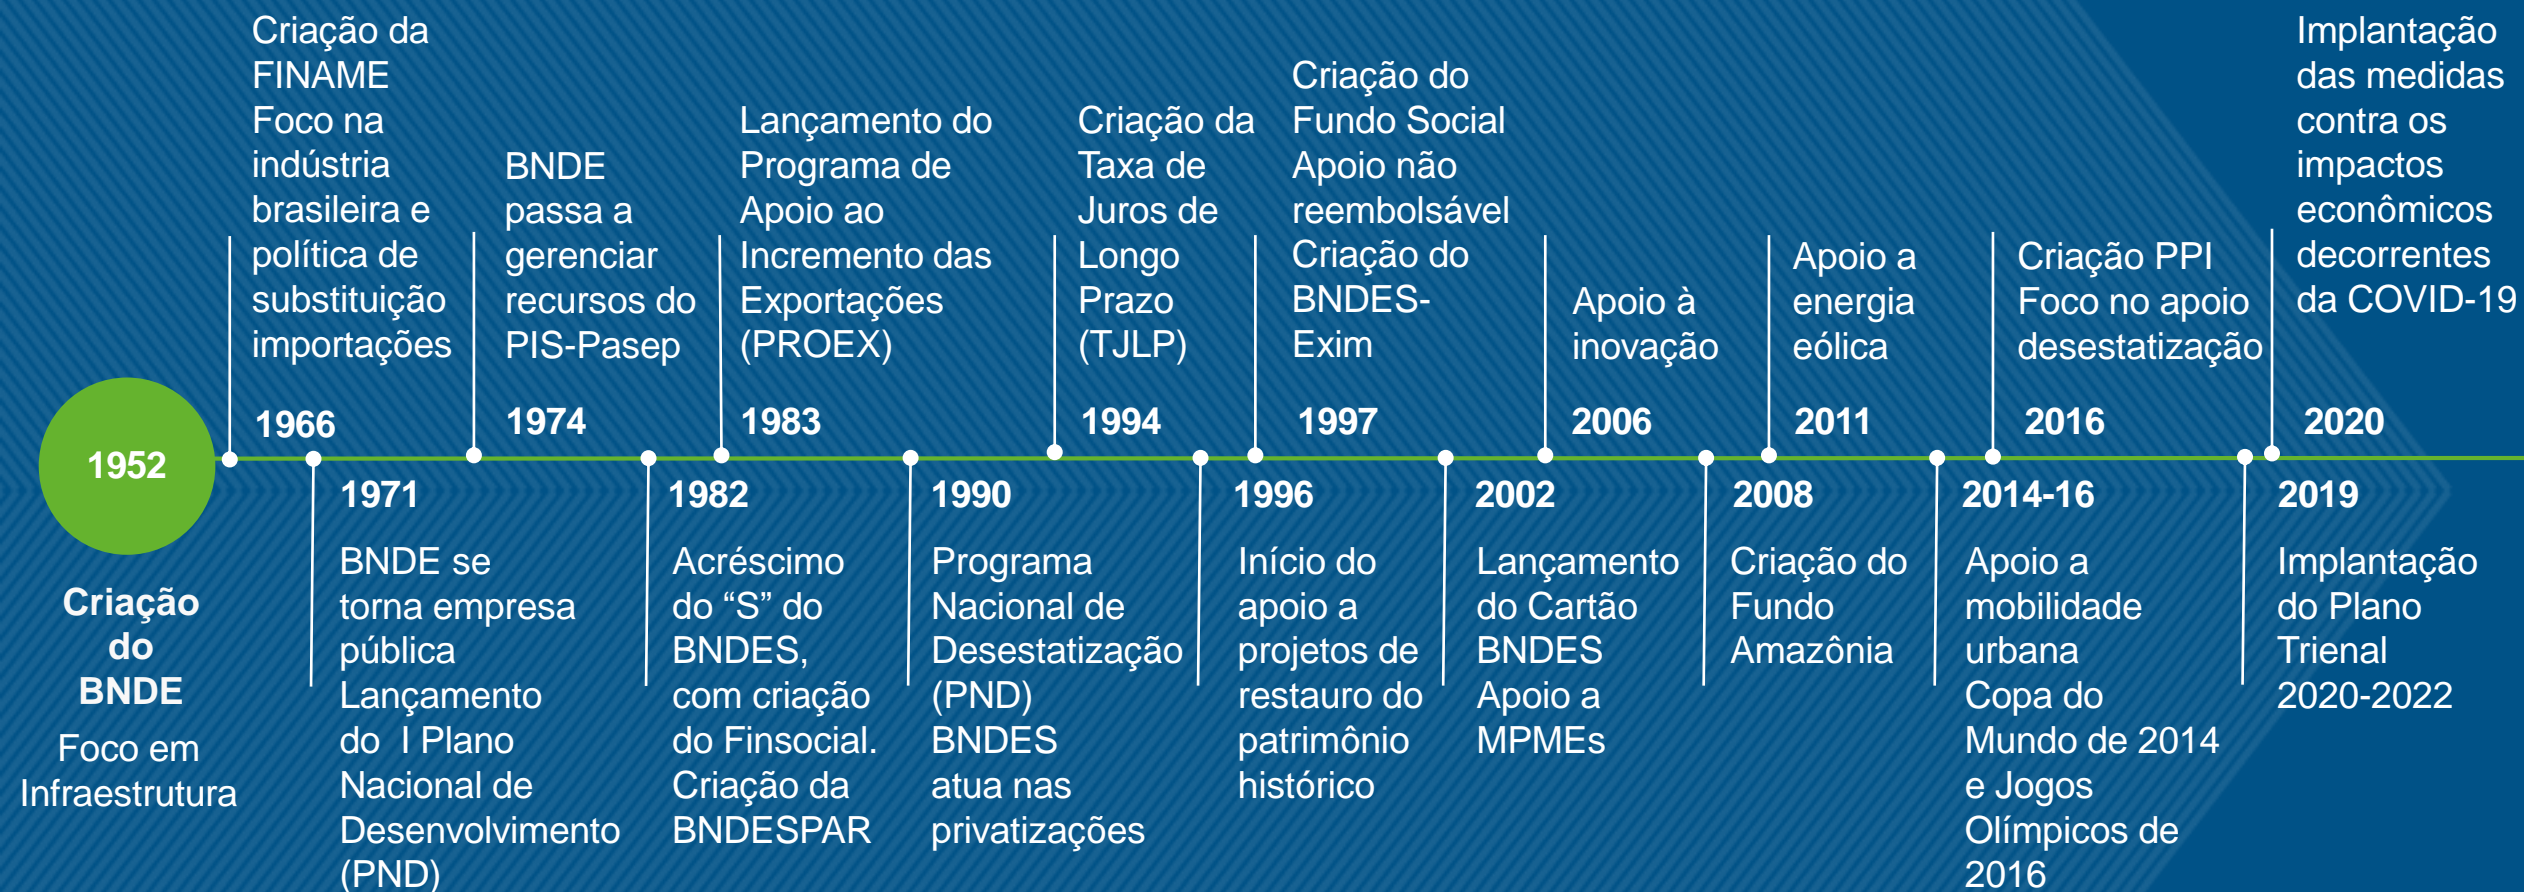 1952
Criação
do
BNDE
Foco em
Infraestrutura
Criação da
FINAME
Foco na
indústria
brasileira e
política de
substituição
importações
1966
1971
BNDE se
torna empresa
pública
Lançamento
do I Plano
Nacional de
Desenvolvimento
(PND)
BNDE
passa a
gerenciar
recursos do
PIS-Pasep
1974
1982
Acréscimo
do “S” do
BNDES,
com criação
do Finsocial.
Criação da
BNDESPAR
Lançamento do
Programa de
Apoio ao
Incremento das
Exportações
(PROEX)
1983
1990
Programa
Nacional de
Desestatização
(PND)
BNDES
atua nas
privatizações
Criação da
Taxa de
Juros de
Longo
Prazo
(TJLP)
1994
1996
Início do
apoio a
projetos de
restauro do
patrimônio
histórico
Criação do
Fundo Social
Apoio não
reembolsável
Criação do
BNDES-
Exim
1997
2002
Lançamento
do Cartão
BNDES
Apoio a
MPMEs
Apoio à
inovação
2006
2008
Criação do
Fundo
Amazônia
Apoio a
energia
eólica
2011
2014-16
Apoio a
mobilidade
urbana
Copa do
Mundo de 2014
e Jogos
Olímpicos de
2016
Criação PPI
Foco no apoio
desestatização
2016
2019
Implantação
do Plano
Trienal
2020-2022
Implantação
das medidas
contra os
impactos
econômicos
decorrentes
da COVID-19
2020